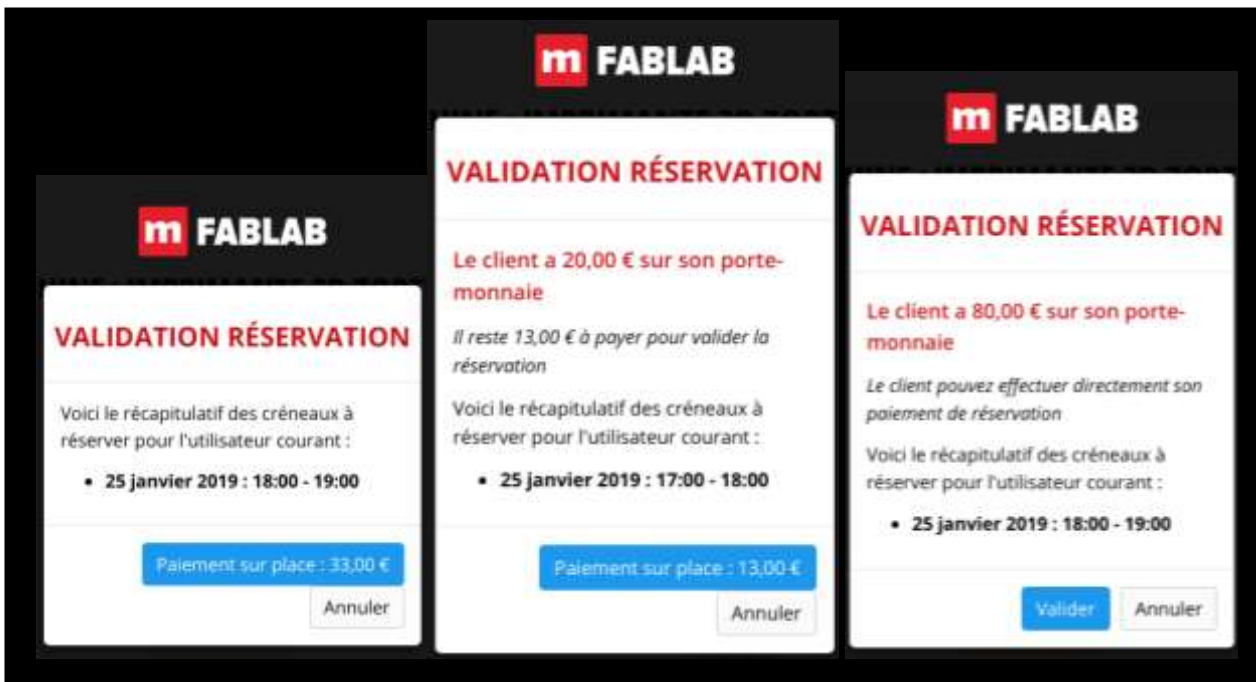 m FABLAB
VALIDATION RÉSERVATION
Voici le récapitulatif des créneaux à
réserver pour l'utilisateur courant :
• 25 janvier 2019 : 18:00 - 19:00
Paiement sur place : 33,00 €
Annuler
m FABLAB
VALIDATION RÉSERVATION
Le client a 20,00 € sur son porte-
monnaie
Il reste 13,00 € à payer pour valider la
réservation
Voici le récapitulatif des créneaux à
réserver pour l'utilisateur courant :
• 25 janvier 2019 : 17:00 - 18:00
Paiement sur place : 13,00 €
Annuler
m FABLAB
VALIDATION RÉSERVATION
Le client a 80,00 € sur son porte-
monnaie
Le client pouvez effectuer directement son
paiement de réservation
Voici le récapitulatif des créneaux à
réserver pour l'utilisateur courant :
• 25 janvier 2019 : 18:00 - 19:00
Valider Annuler